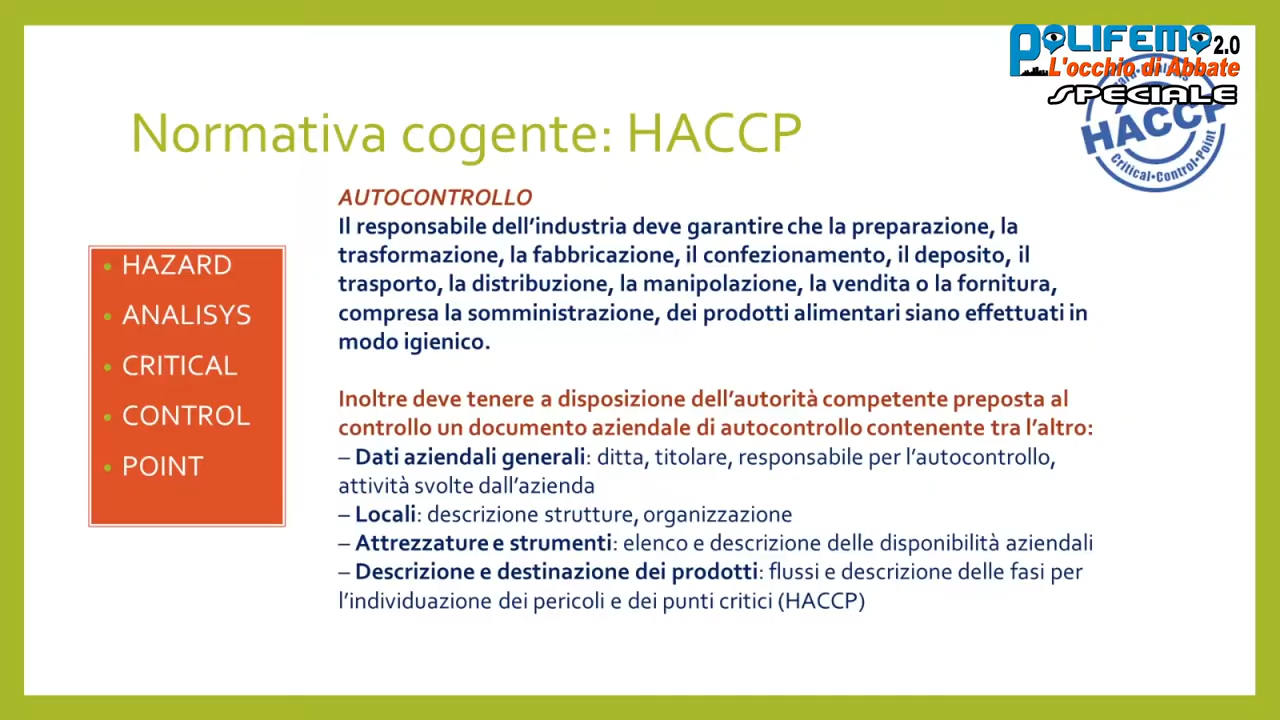 POLIFEMO 2.0
L'occhio di Abbate
SPECIALE
HACCP
Critical•Control•Point
Normativa cogente: HACCP
• HAZARD
• ANALISYS
• CRITICAL
• CONTROL
• POINT
AUTOCONTROLLO
Il responsabile dell'industria deve garantire che la preparazione, la
trasformazione, la fabbricazione, il confezionamento, il deposito, il
trasporto, la distribuzione, la manipolazione, la vendita o la fornitura,
compresa la somministrazione, dei prodotti alimentari siano effettuati in
modo igienico.
Inoltre deve tenere a disposizione dell'autorità competente preposta al
controllo un documento aziendale di autocontrollo contenente tra l'altro:
– Dati aziendali generali: ditta, titolare, responsabile per l'autocontrollo,
attività svolte dall'azienda
– Locali: descrizione strutture, organizzazione
– Attrezzature e strumenti: elenco e descrizione delle disponibilità aziendali
– Descrizione e destinazione dei prodotti: flussi e descrizione delle fasi per
l'individuazione dei pericoli e dei punti critici (HACCP)